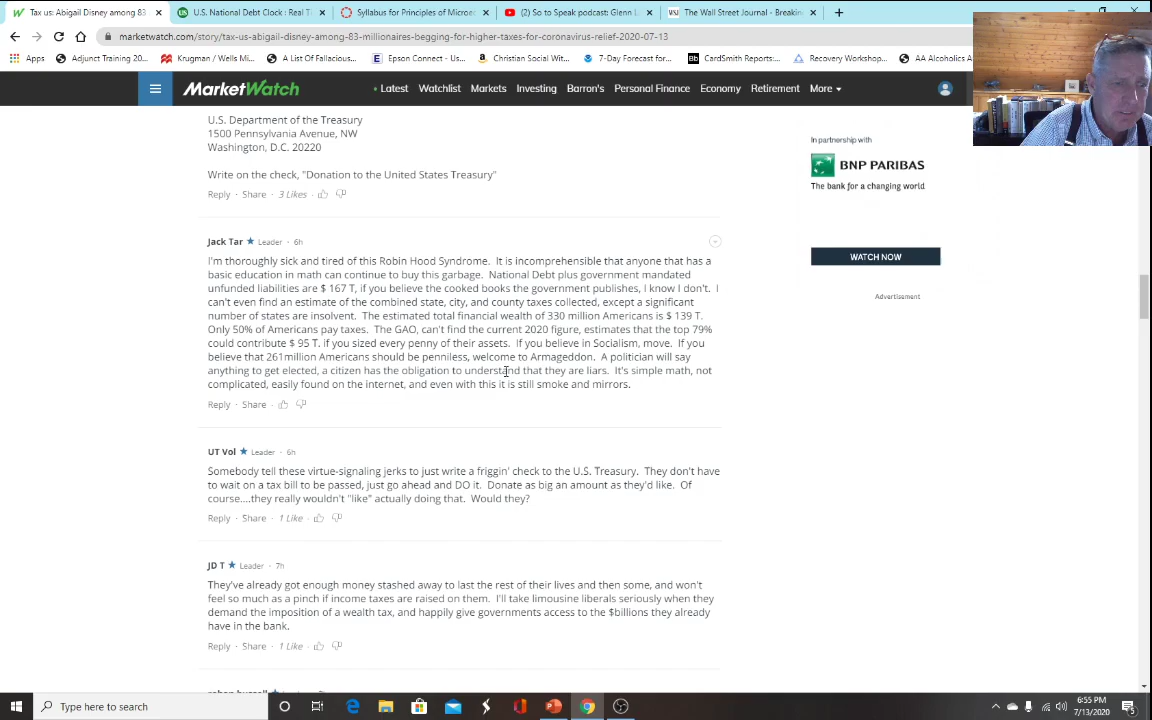 Tax us: Abigail Disney among 83
U.S. National Debt Clock : Real T
Syllabus for Principles of Microe
(2) So to Speak podcast: Glenn L
The Wall Street Journal - Breakin
marketwatch.com/story/tax-us-abigail-disney-among-83-millionaires-begging-for-higher-taxes-for-coronavirus-relief-2020-07-13
Apps
Adjunct Training 20...
Krugman / Wells Mi...
A List Of Fallacious...
Epson Connect - Us...
Christian Social Wit...
7-Day Forecast for...
CardSmith Reports:...
Recovery Workshop...
AA Alcoholics A
MarketWatch
Latest Watchlist Markets Investing Barron's Personal Finance Economy Retirement More
U.S. Department of the Treasury
1500 Pennsylvania Avenue, NW
Washington, D.C. 20220
Write on the check, "Donation to the United States Treasury"
Reply · Share · 3 Likes ·
Jack Tar ★ Leader · 6h
I'm thoroughly sick and tired of this Robin Hood Syndrome. It is incomprehensible that anyone that has a
basic education in math can continue to buy this garbage. National Debt plus government mandated
unfunded liabilities are $ 167 T, if you believe the cooked books the government publishes, I know I don't. I
can't even find an estimate of the combined state, city, and county taxes collected, except a significant
number of states are insolvent. The estimated total financial wealth of 330 million Americans is $ 139 T.
Only 50% of Americans pay taxes. The GAO, can't find the current 2020 figure, estimates that the top 79%
could contribute $ 95 T. if you sized every penny of their assets. If you believe in Socialism, move. If you
believe that 261million Americans should be penniless, welcome to Armageddon. A politician will say
anything to get elected, a citizen has the obligation to understand that they are liars. It's simple math, not
complicated, easily found on the internet, and even with this it is still smoke and mirrors.
Reply · Share ·
UT Vol ★ Leader · 6h
Somebody tell these virtue-signaling jerks to just write a friggin' check to the U.S. Treasury. They don't have
to wait on a tax bill to be passed, just go ahead and DO it. Donate as big an amount as they'd like. Of
course....they really wouldn't "like" actually doing that. Would they?
Reply · Share · 1 Like ·
JD T ★ Leader · 7h
They've already got enough money stashed away to last the rest of their lives and then some, and won't
feel so much as a pinch if income taxes are raised on them. I'll take limousine liberals seriously when they
demand the imposition of a wealth tax, and happily give governments access to the $billions they already
have in the bank.
Reply · Share · 1 Like ·
In partnership with
BNP PARIBAS
The bank for a changing world
WATCH NOW
Advertisement
Type here to search
6:55 PM
7/13/2020